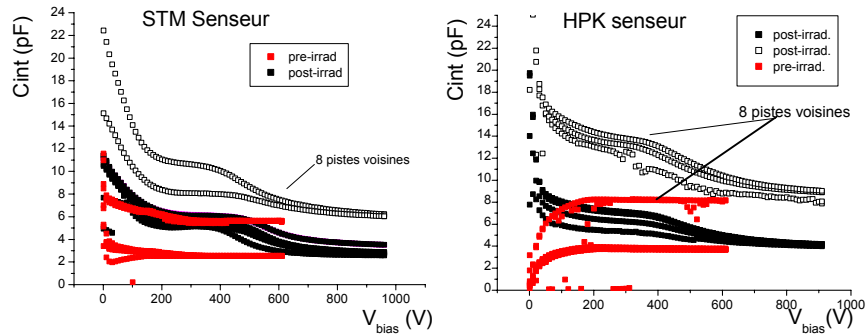 STM Senseur
Cint (pF)
24
22
20
18
16
14
12
10
8
6
4
2
0
pre-irrad
post-irrad
8 pistes voisines
0
200
400
600
800
1000
V_bias (V)
HPK senseur
Cint (pF)
24
22
20
18
16
14
12
10
8
6
4
2
0
post-irrad.
post-irrad.
pre-irrad.
8 pistes voisines
0
200
400
600
800
1000
V_bias (V)